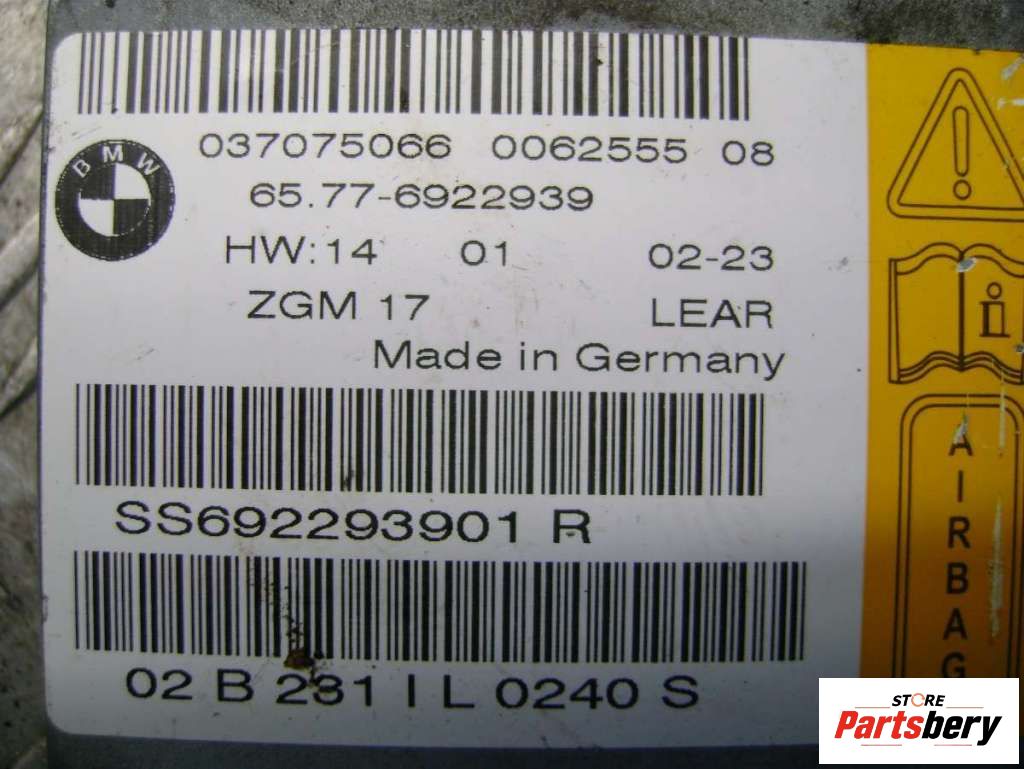 037075066 0062555 08
BMW
65.77-6922939
HW:14 01 02-23
ZGM 17 LEAR
Made in Germany
SS692293901 R
02 B 231 I L 0240 S
AIRBAG
STORE
Partsbery